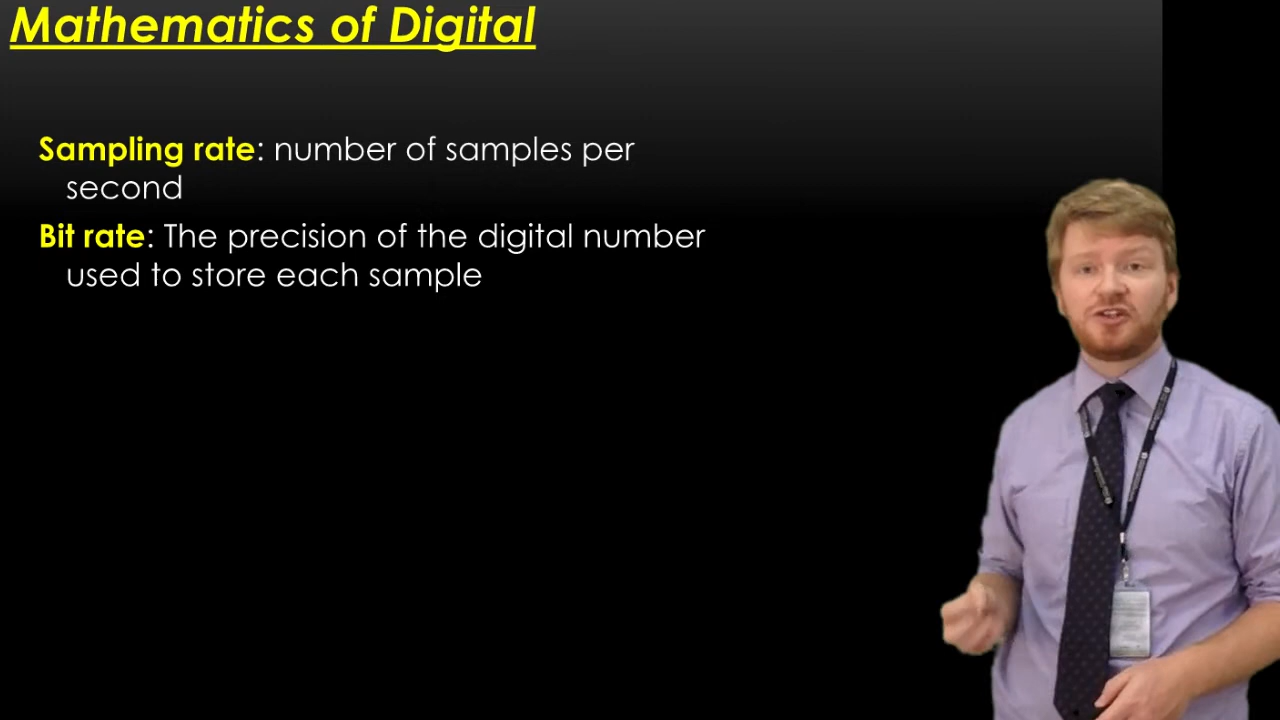 Mathematics of Digital
Sampling rate: number of samples per
second
Bit rate: The precision of the digital number
used to store each sample